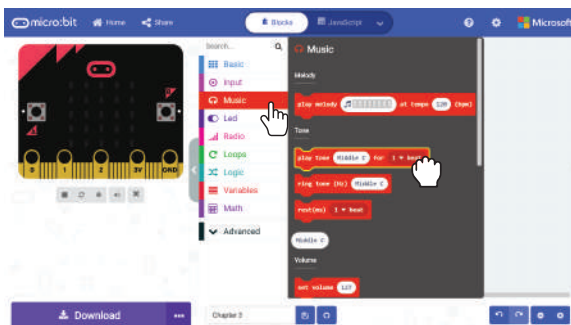 micro:bit Home Share Blocks JavaScript Microsoft
Search...
Basic
Input
Music
Led
Radio
Loops
Logic
Variables
Math
Advanced
Music
Melody
play melody at tempo 120 (bpm)
Tone
play tone Middle C for 1 beat
ring tone (Hz) Middle C
rest(ms) 1 beat
Middle C
Volume
set volume 127
0 1 2 3V GND
A
B
Download
Chapter 3